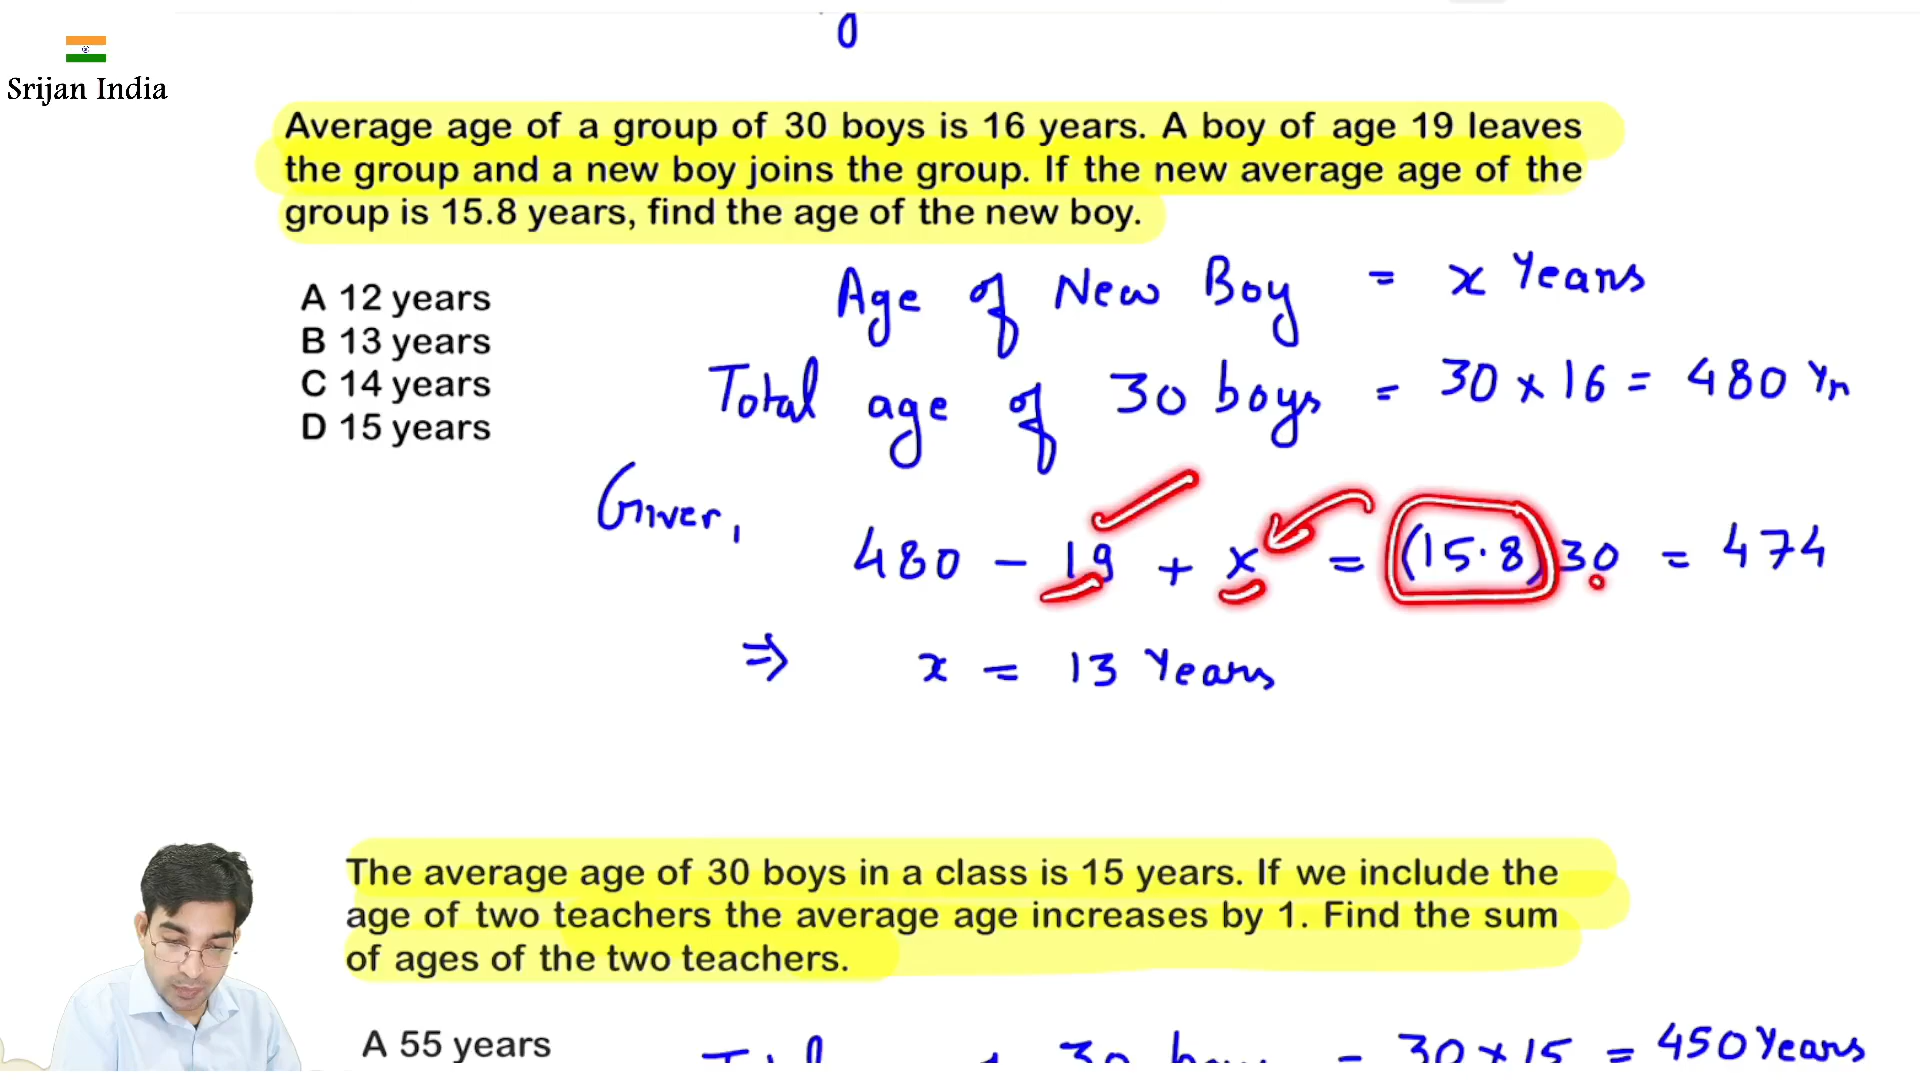 Srijan India
Average age of a group of 30 boys is 16 years. A boy of age 19 leaves
the group and a new boy joins the group. If the new average age of the
group is 15.8 years, find the age of the new boy.
A 12 years
B 13 years
C 14 years
D 15 years
Age of New Boy = x Years
Total age of 30 boys = 30 × 16 = 480 Yr
Given,
480 - 19 + x = (15.8) 30 = 474
⇒ x = 13 Years
The average age of 30 boys in a class is 15 years. If we include the
age of two teachers the average age increases by 1. Find the sum
of ages of the two teachers.
A 55 years
30 = 30 × 15 = 450 Years